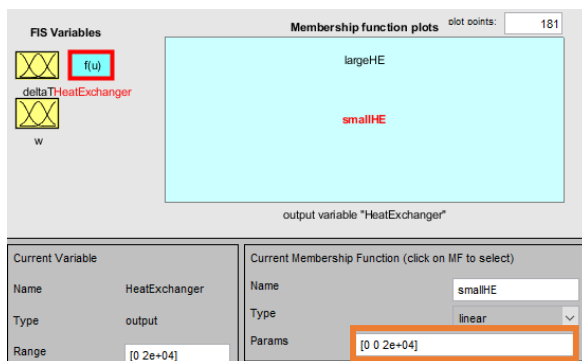 FIS Variables
Membership function plots
plot points:
181
f(u)
largeHE
deltaT
HeatExchanger
smallHE
w
output variable "HeatExchanger"
Current Variable
Current Membership Function (click on MF to select)
Name
HeatExchanger
Name
smallHE
Type
output
Type
linear
Params
[0 0 2e+04]
Range
[0 2e+04]